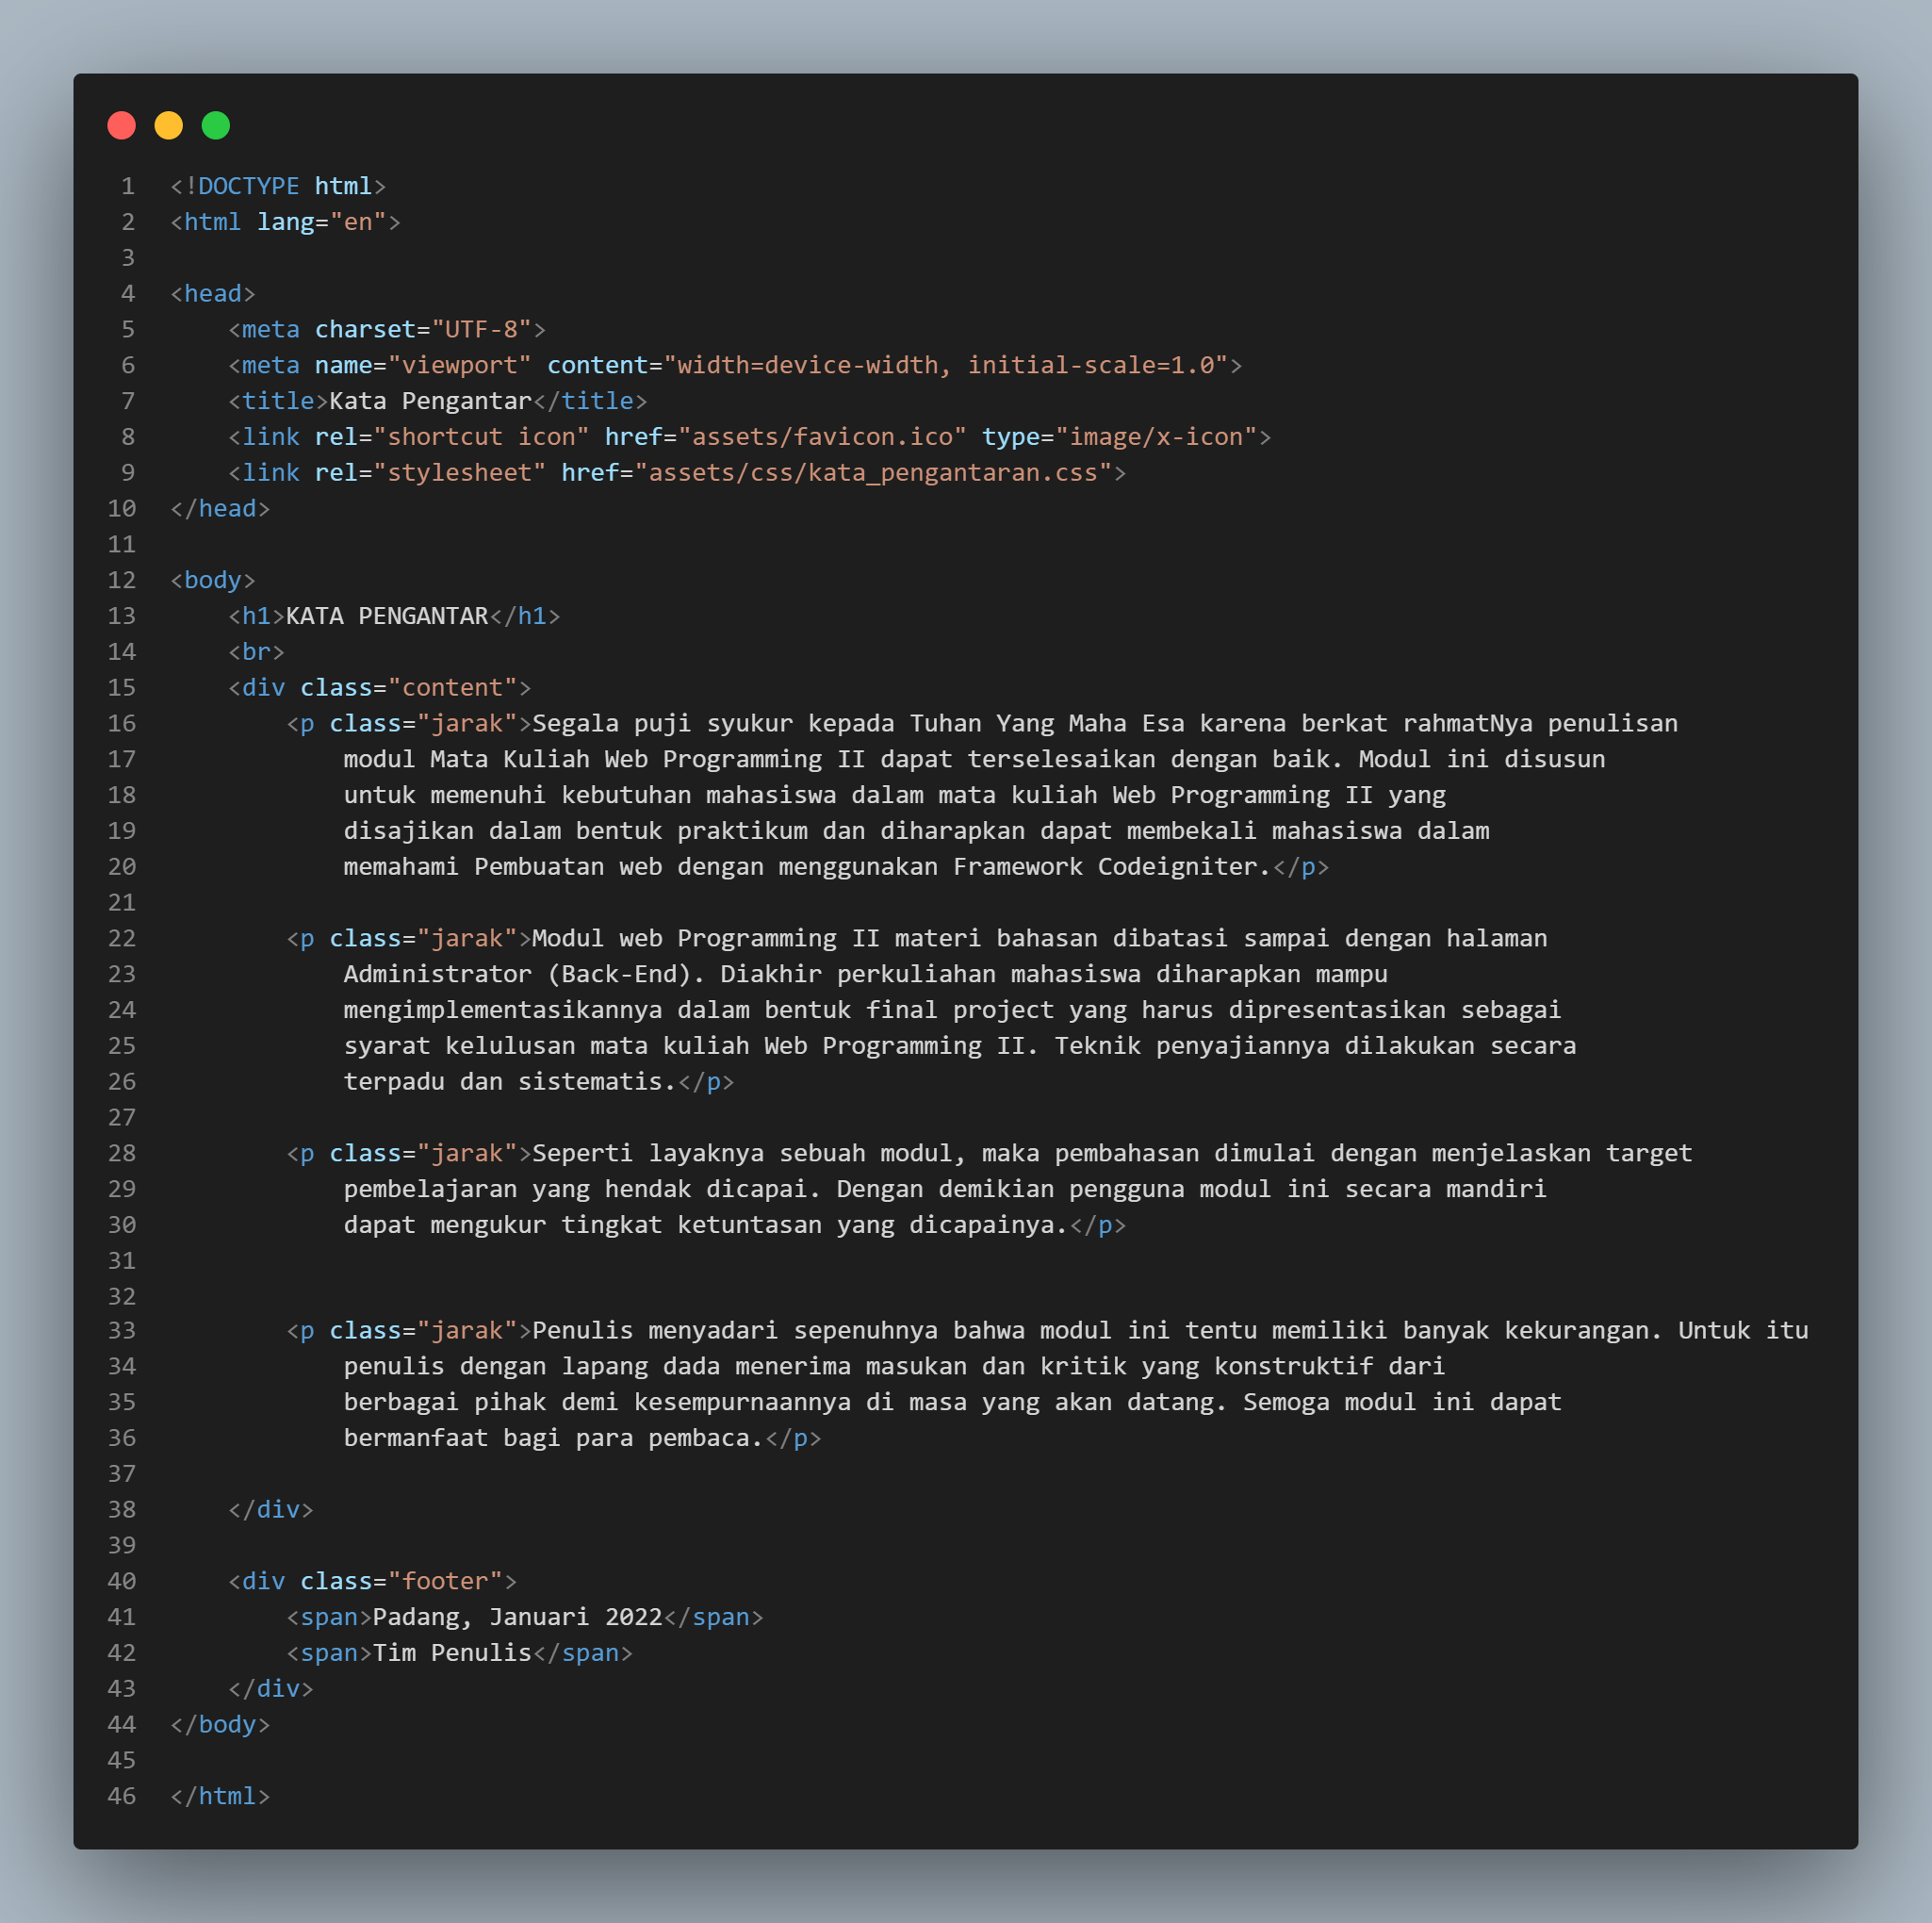 1 <!DOCTYPE html>
2 <html lang="en">
3
4 <head>
5     <meta charset="UTF-8">
6     <meta name="viewport" content="width=device-width, initial-scale=1.0">
7     <title>Kata Pengantar</title>
8     <link rel="shortcut icon" href="assets/favicon.ico" type="image/x-icon">
9     <link rel="stylesheet" href="assets/css/kata_pengantaran.css">
10 </head>
11
12 <body>
13     <h1>KATA PENGANTAR</h1>
14     <br>
15     <div class="content">
16         <p class="jarak">Segala puji syukur kepada Tuhan Yang Maha Esa karena berkat rahmatNya penulisan
17             modul Mata Kuliah Web Programming II dapat terselesaikan dengan baik. Modul ini disusun
18             untuk memenuhi kebutuhan mahasiswa dalam mata kuliah Web Programming II yang
19             disajikan dalam bentuk praktikum dan diharapkan dapat membekali mahasiswa dalam
20             memahami Pembuatan web dengan menggunakan Framework Codeigniter.</p>
21
22         <p class="jarak">Modul web Programming II materi bahasan dibatasi sampai dengan halaman
23             Administrator (Back-End). Diakhir perkuliahan mahasiswa diharapkan mampu
24             mengimplementasikannya dalam bentuk final project yang harus dipresentasikan sebagai
25             syarat kelulusan mata kuliah Web Programming II. Teknik penyajiannya dilakukan secara
26             terpadu dan sistematis.</p>
27
28         <p class="jarak">Seperti layaknya sebuah modul, maka pembahasan dimulai dengan menjelaskan target
29             pembelajaran yang hendak dicapai. Dengan demikian pengguna modul ini secara mandiri
30             dapat mengukur tingkat ketuntasan yang dicapainya.</p>
31
32
33         <p class="jarak">Penulis menyadari sepenuhnya bahwa modul ini tentu memiliki banyak kekurangan. Untuk itu
34             penulis dengan lapang dada menerima masukan dan kritik yang konstruktif dari
35             berbagai pihak demi kesempurnaannya di masa yang akan datang. Semoga modul ini dapat
36             bermanfaat bagi para pembaca.</p>
37
38     </div>
39
40     <div class="footer">
41         <span>Padang, Januari 2022</span>
42         <span>Tim Penulis</span>
43     </div>
44 </body>
45
46 </html>